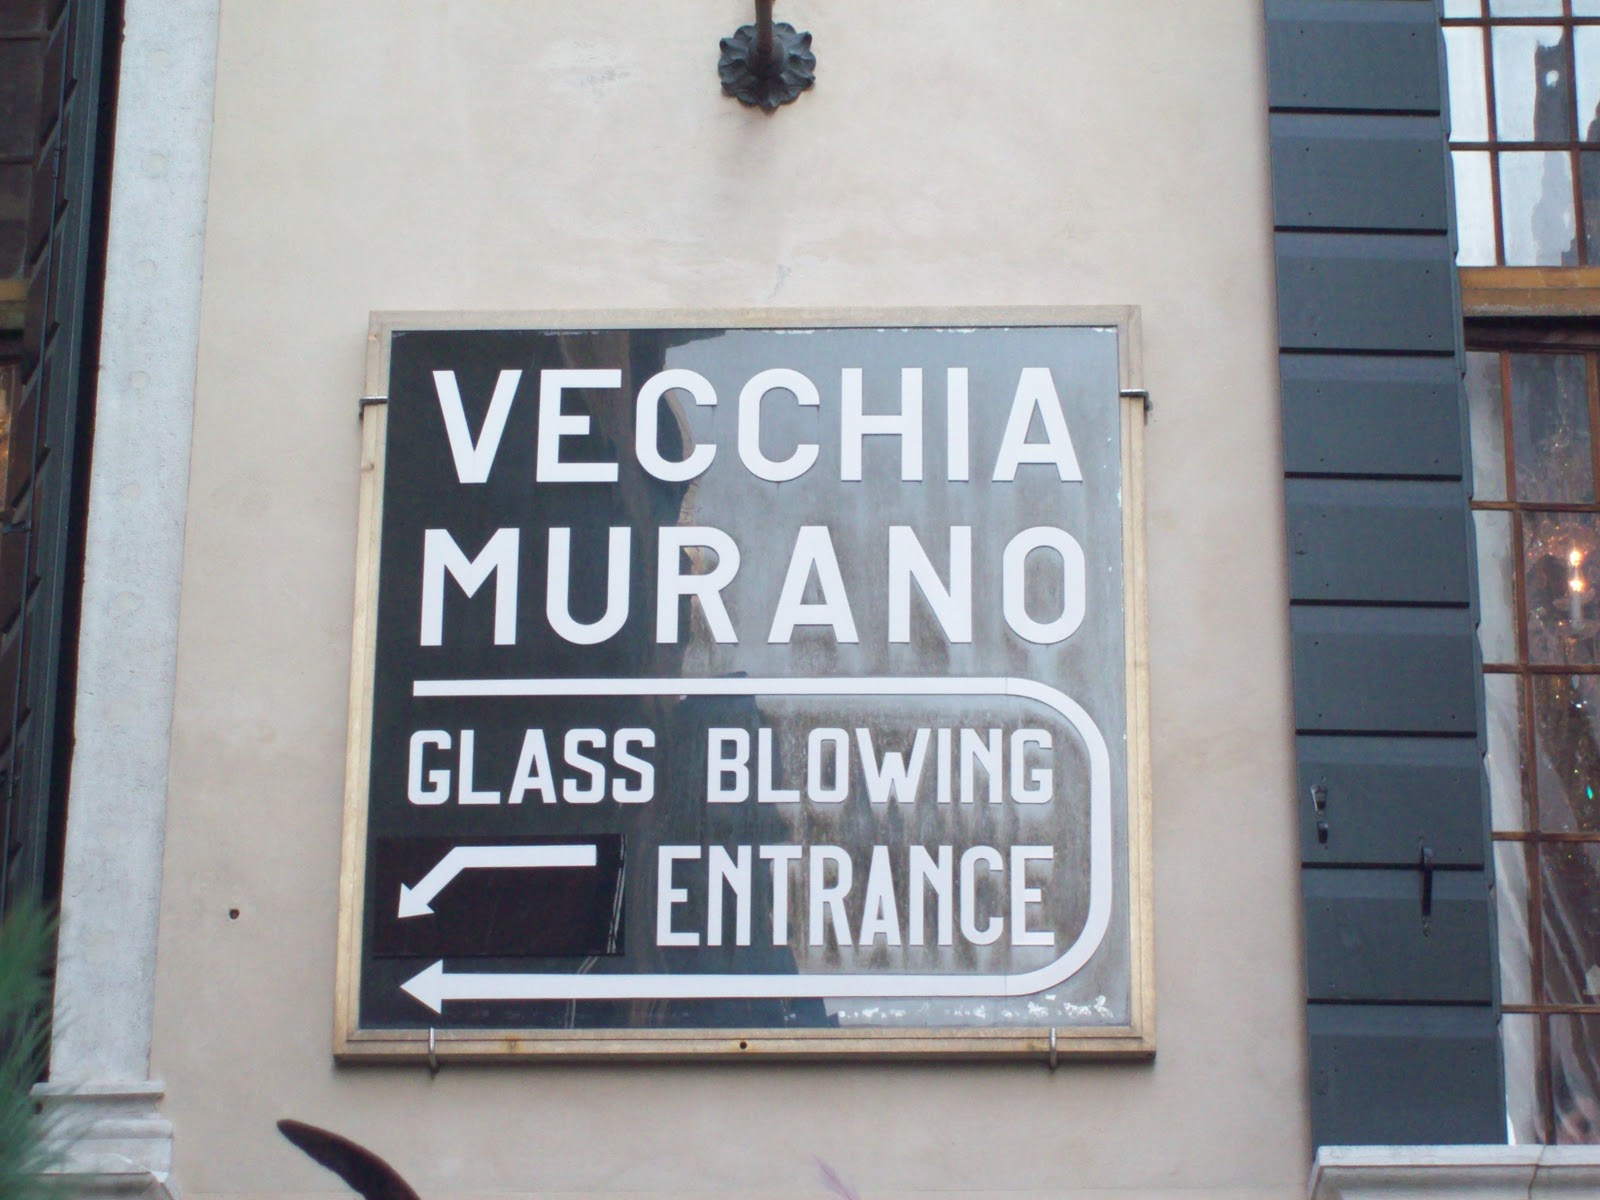 VECCHIA
MURANO
GLASS BLOWING
ENTRANCE